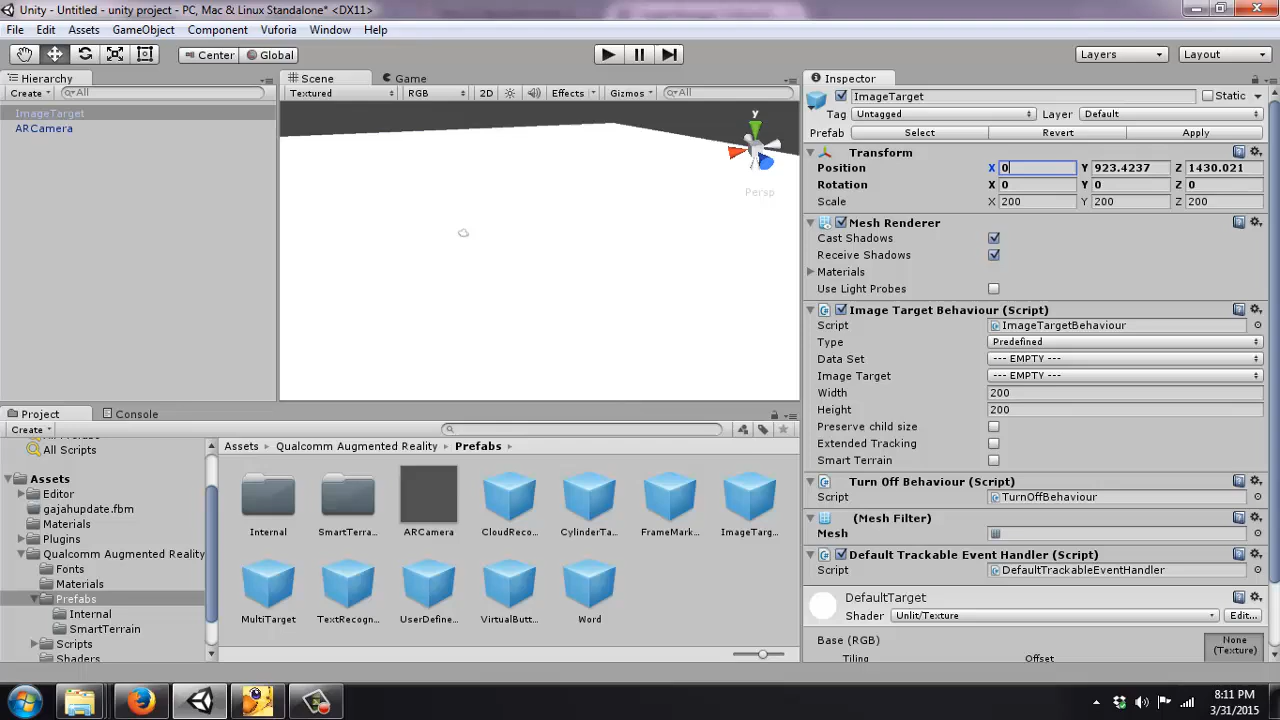 Unity - Untitled - unity project - PC, Mac & Linux Standalone* <DX11>
File Edit Assets GameObject Component Vuforia Window Help
Center Global Layers Layout
Hierarchy Scene Game Inspector
Create All Textured RGB 2D Effects Gizmos All ImageTarget Static
ImageTarget
ARCamera
Tag Untagged Layer Default
Prefab Select Revert Apply
y
Persp
Transform
Position X 0 Y 923.4237 Z 1430.021
Rotation X 0 Y 0 Z 0
Scale X 200 Y 200 Z 200
Mesh Renderer
Cast Shadows
Receive Shadows
Materials
Use Light Probes
Image Target Behaviour (Script)
Script ImageTargetBehaviour
Type Predefined
Data Set --- EMPTY ---
Image Target --- EMPTY ---
Width 200
Height 200
Preserve child size
Extended Tracking
Smart Terrain
Turn Off Behaviour (Script)
Script TurnOffBehaviour
(Mesh Filter)
Mesh
Default Trackable Event Handler (Script)
Script DefaultTrackableEventHandler
DefaultTarget
Shader Unlit/Texture Edit...
Base (RGB) None
(Texture)
Tiling Offset
Project Console
Create
All Scripts
Assets
Editor
gajahupdate.fbm
Materials
Plugins
Qualcomm Augmented Reality
Fonts
Materials
Prefabs
Internal
SmartTerrain
Scripts
Shaders
Assets Qualcomm Augmented Reality Prefabs
Internal SmartTerra... ARCamera CloudReco... CylinderTa... FrameMark... ImageTarg...
MultiTarget TextRecogn... UserDefine... VirtualButt... Word
8:11 PM
3/31/2015